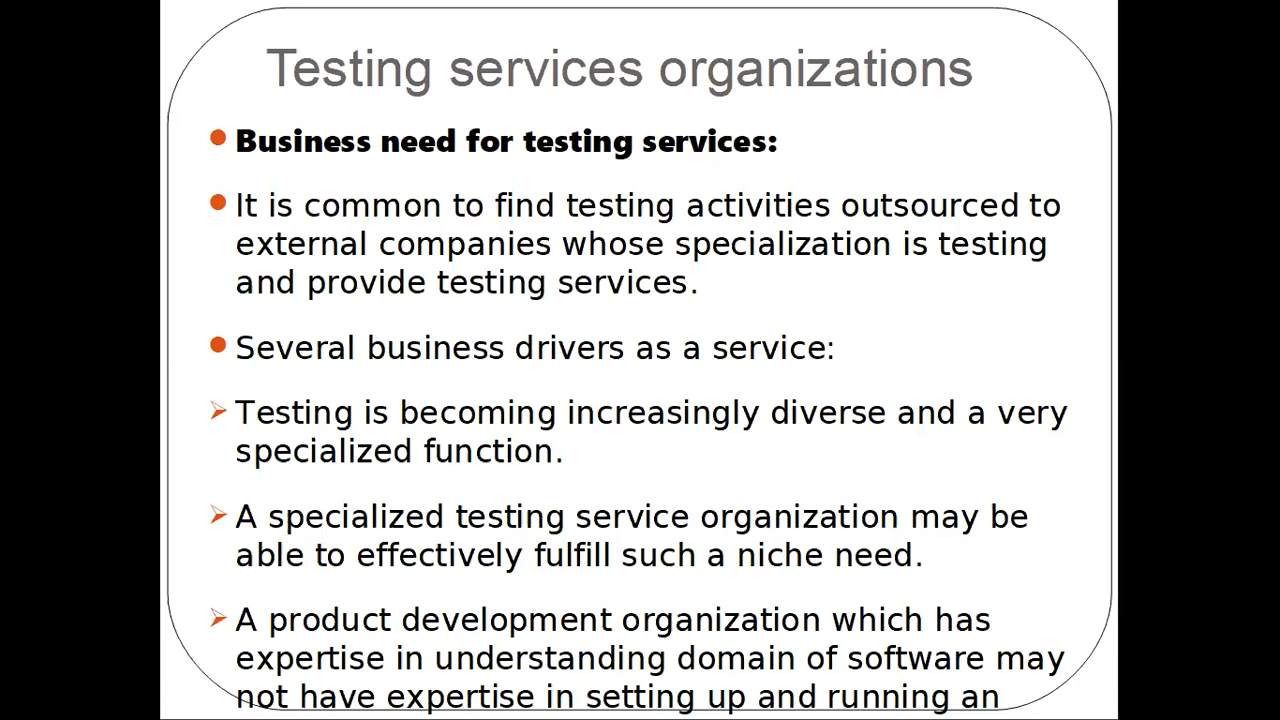 Testing services organizations
Business need for testing services:
It is common to find testing activities outsourced to
external companies whose specialization is testing
and provide testing services.
Several business drivers as a service:
Testing is becoming increasingly diverse and a very
specialized function.
A specialized testing service organization may be
able to effectively fulfill such a niche need.
A product development organization which has
expertise in understanding domain of software may
not have expertise in setting up and running an